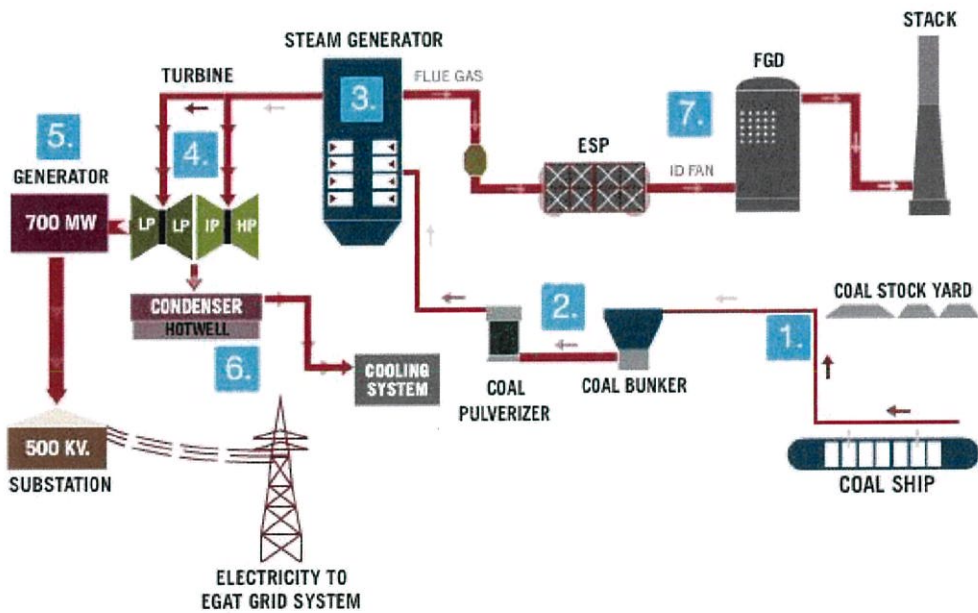 STACK
STEAM GENERATOR
FGD
TURBINE
FLUE GAS
3.
5.
4.
7.
ESP
GENERATOR
ID FAN
700 MW
LP LP IP HP
CONDENSER
HOTWELL
2.
COAL STOCK YARD
1.
6.
COOLING
SYSTEM
COAL
PULVERIZER
COAL BUNKER
500 KV.
SUBSTATION
COAL SHIP
ELECTRICITY TO
EGAT GRID SYSTEM